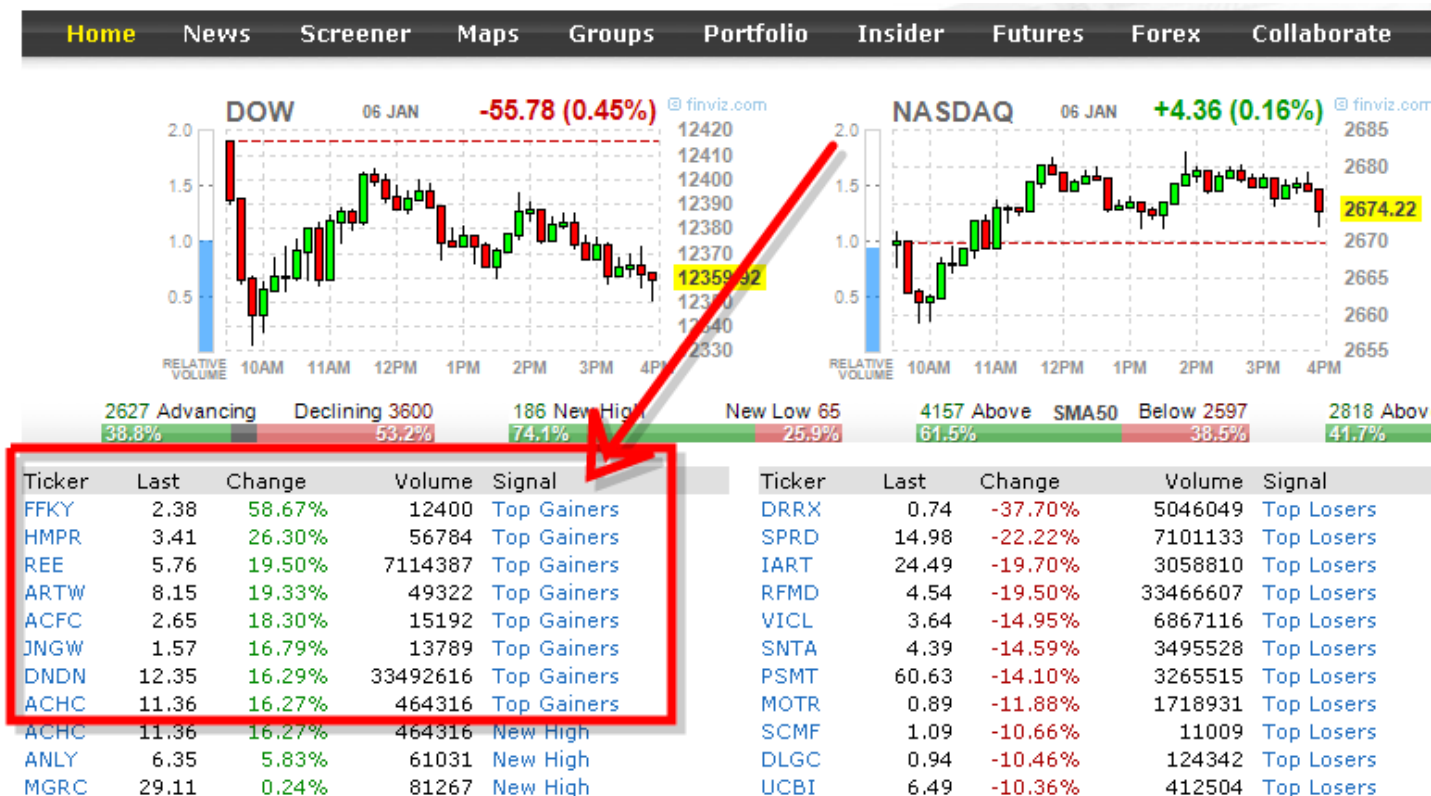 Home News Screener Maps Groups Portfolio Insider Futures Forex Collaborate
DOW 06 JAN -55.78 (0.45%) finviz.com
2.0
1.5
1.0
0.5
12420
12410
12400
12390
12380
12370
12359.92
12340
12330
RELATIVE VOLUME
10AM 11AM 12PM 1PM 2PM 3PM 4PM
NASDAQ 06 JAN +4.36 (0.16%) finviz.com
2.0
1.5
1.0
0.5
2685
2680
2674.22
2670
2665
2660
2655
RELATIVE VOLUME
10AM 11AM 12PM 1PM 2PM 3PM 4PM
2627 Advancing Declining 3600 186 New High New Low 65 4157 Above SMA50 Below 2597 2818
38.8% 53.2% 74.1% 25.9% 61.5% 38.5% 41.7%
Ticker Last Change Volume Signal
FFKY 2.38 58.67% 12400 Top Gainers
HMPR 3.41 26.30% 56784 Top Gainers
REE 5.76 19.50% 7114387 Top Gainers
ARTW 8.15 19.33% 49322 Top Gainers
ACFC 2.65 18.30% 15192 Top Gainers
JNGW 1.57 16.79% 13789 Top Gainers
DNDN 12.35 16.29% 33492616 Top Gainers
ACHC 11.36 16.27% 464316 Top Gainers
ACHC 11.36 16.27% 464316 New High
ANLY 6.35 5.83% 61031 New High
MGRC 29.11 0.24% 81267 New High
Ticker Last Change Volume Signal
DRRX 0.74 -37.70% 5046049 Top Losers
SPRD 14.98 -22.22% 7101133 Top Losers
IART 24.49 -19.70% 3058810 Top Losers
RFMD 4.54 -19.50% 33466607 Top Losers
VICL 3.64 -14.95% 6867116 Top Losers
SNTA 4.39 -14.59% 3495528 Top Losers
PSMT 60.63 -14.10% 3265515 Top Losers
MOTR 0.89 -11.88% 1718931 Top Losers
SCMF 1.09 -10.66% 11009 Top Losers
DLGC 0.94 -10.46% 124342 Top Losers
UCBI 6.49 -10.36% 412504 Top Losers